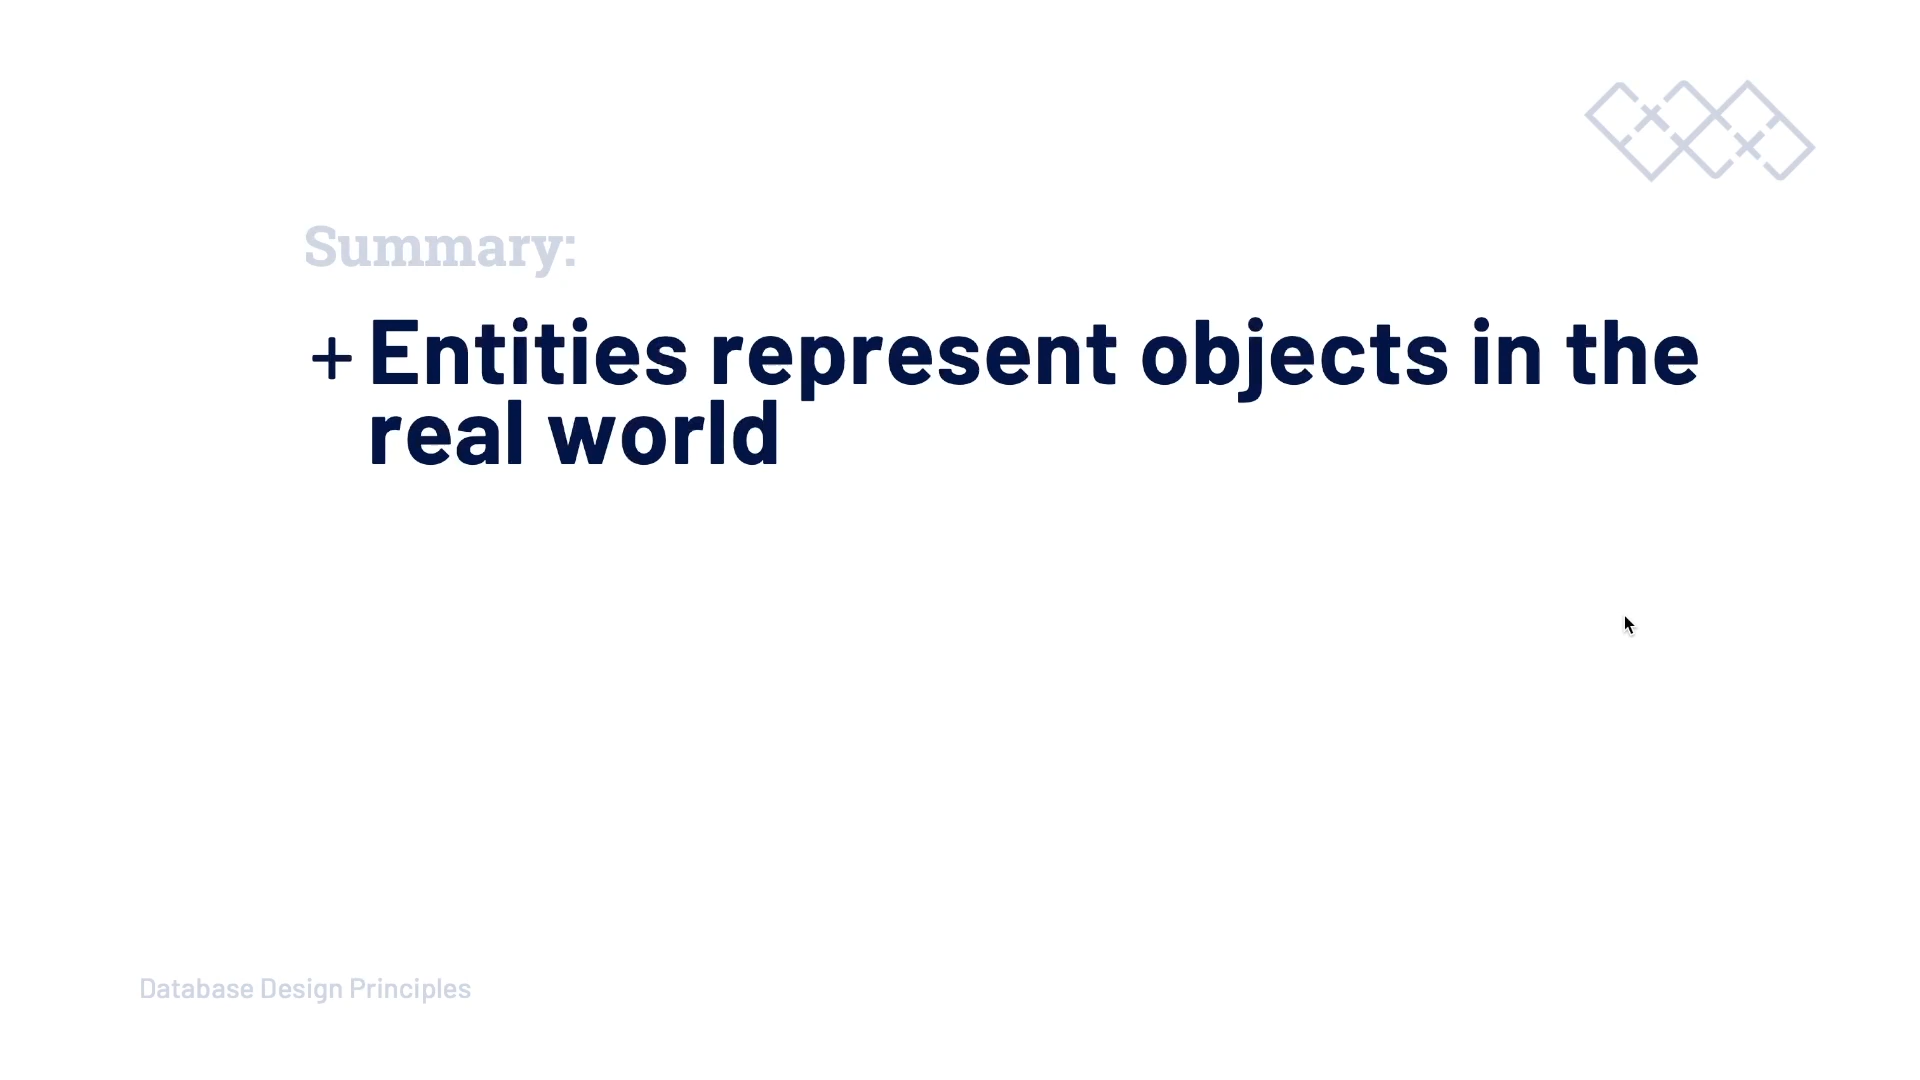 Summary:
+ Entities represent objects in the
real world
Database Design Principles